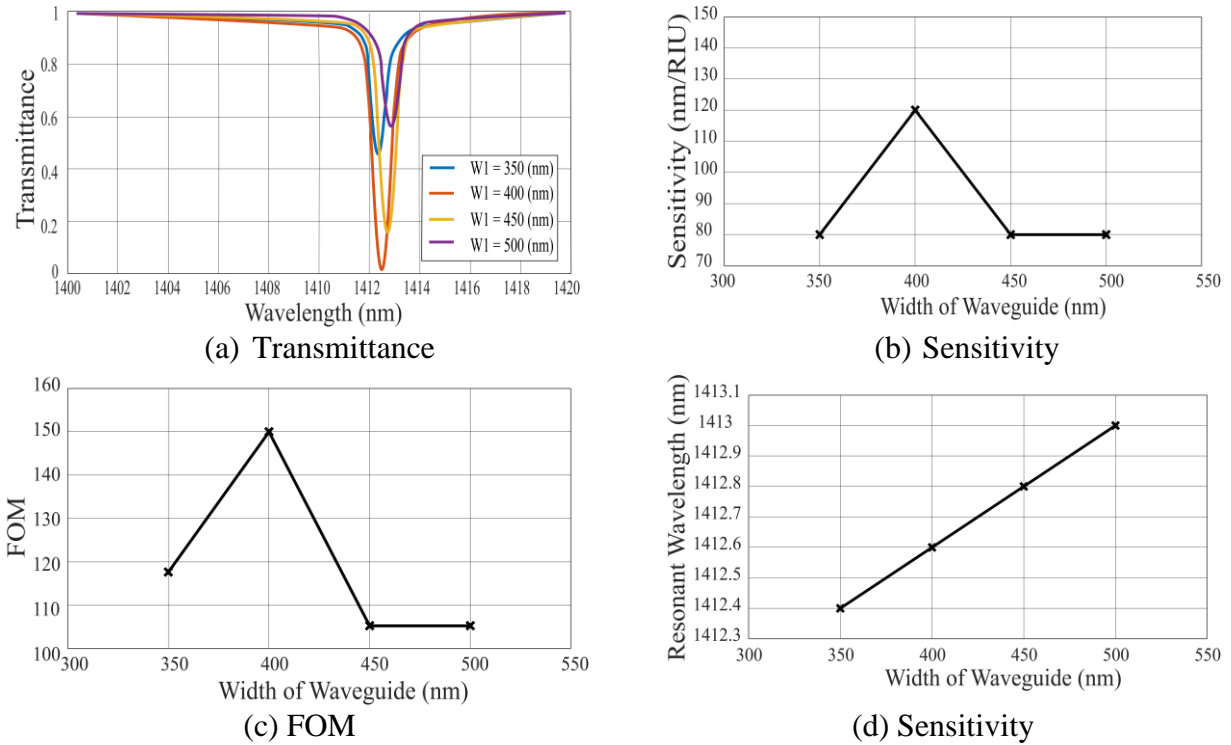 1
0.8
0.6
0.4
0.2
0
Transmittance
W1 = 350 (nm)
W1 = 400 (nm)
W1 = 450 (nm)
W1 = 500 (nm)
1400 1402 1404 1406 1408 1410 1412 1414 1416 1418 1420
Wavelength (nm)
(a) Transmittance
150
150
140
130
120
110
100
90
80
70
Sensitivity (nm/RIU)
300 350 400 450 500 550
Width of Waveguide (nm)
(b) Sensitivity
160
150
140
130
120
110
100
FOM
300 350 400 450 500 550
Width of Waveguide (nm)
(c) FOM
1413.1
1413
1412.9
1412.8
1412.7
1412.6
1412.5
1412.4
1412.3
Resonant Wavelength (nm)
300 350 400 450 500 550
Width of Waveguide (nm)
(d) Sensitivity